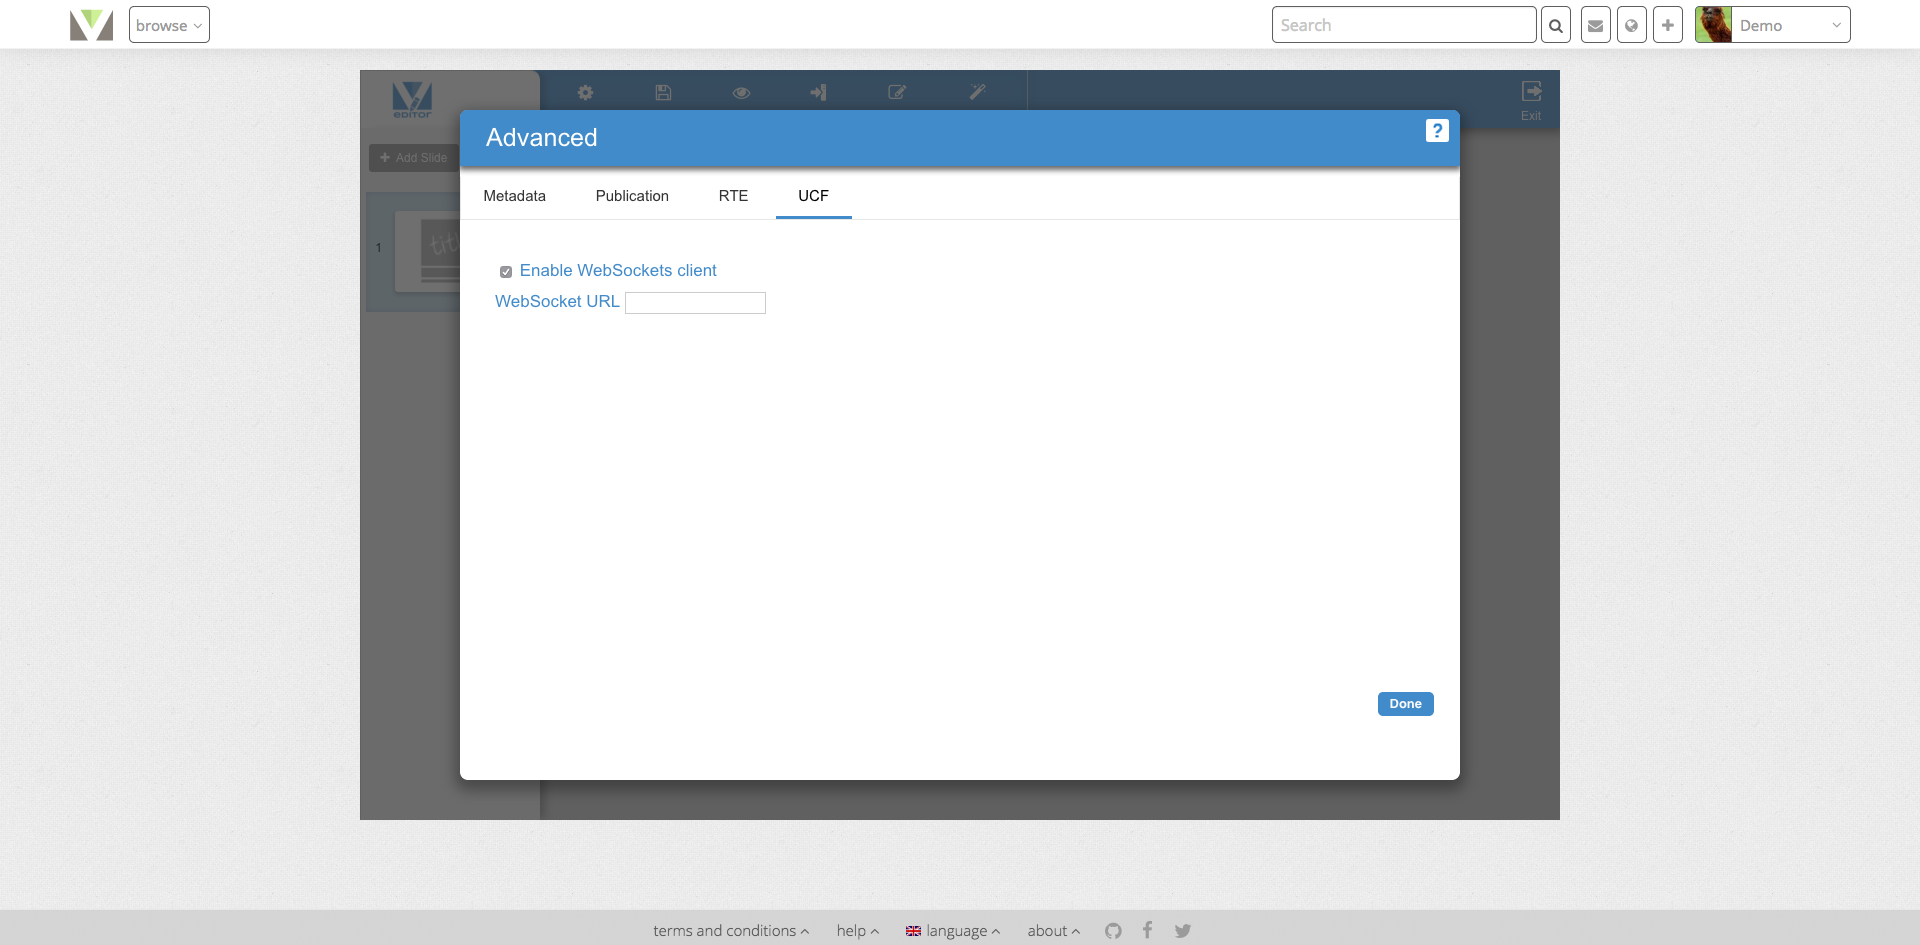 browse
Search
Demo
EDITOR
Exit
Advanced
?
+ Add Slide
Metadata
Publication
RTE
UCF
1
Enable WebSockets client
WebSocket URL
Done
terms and conditions
help
language
about